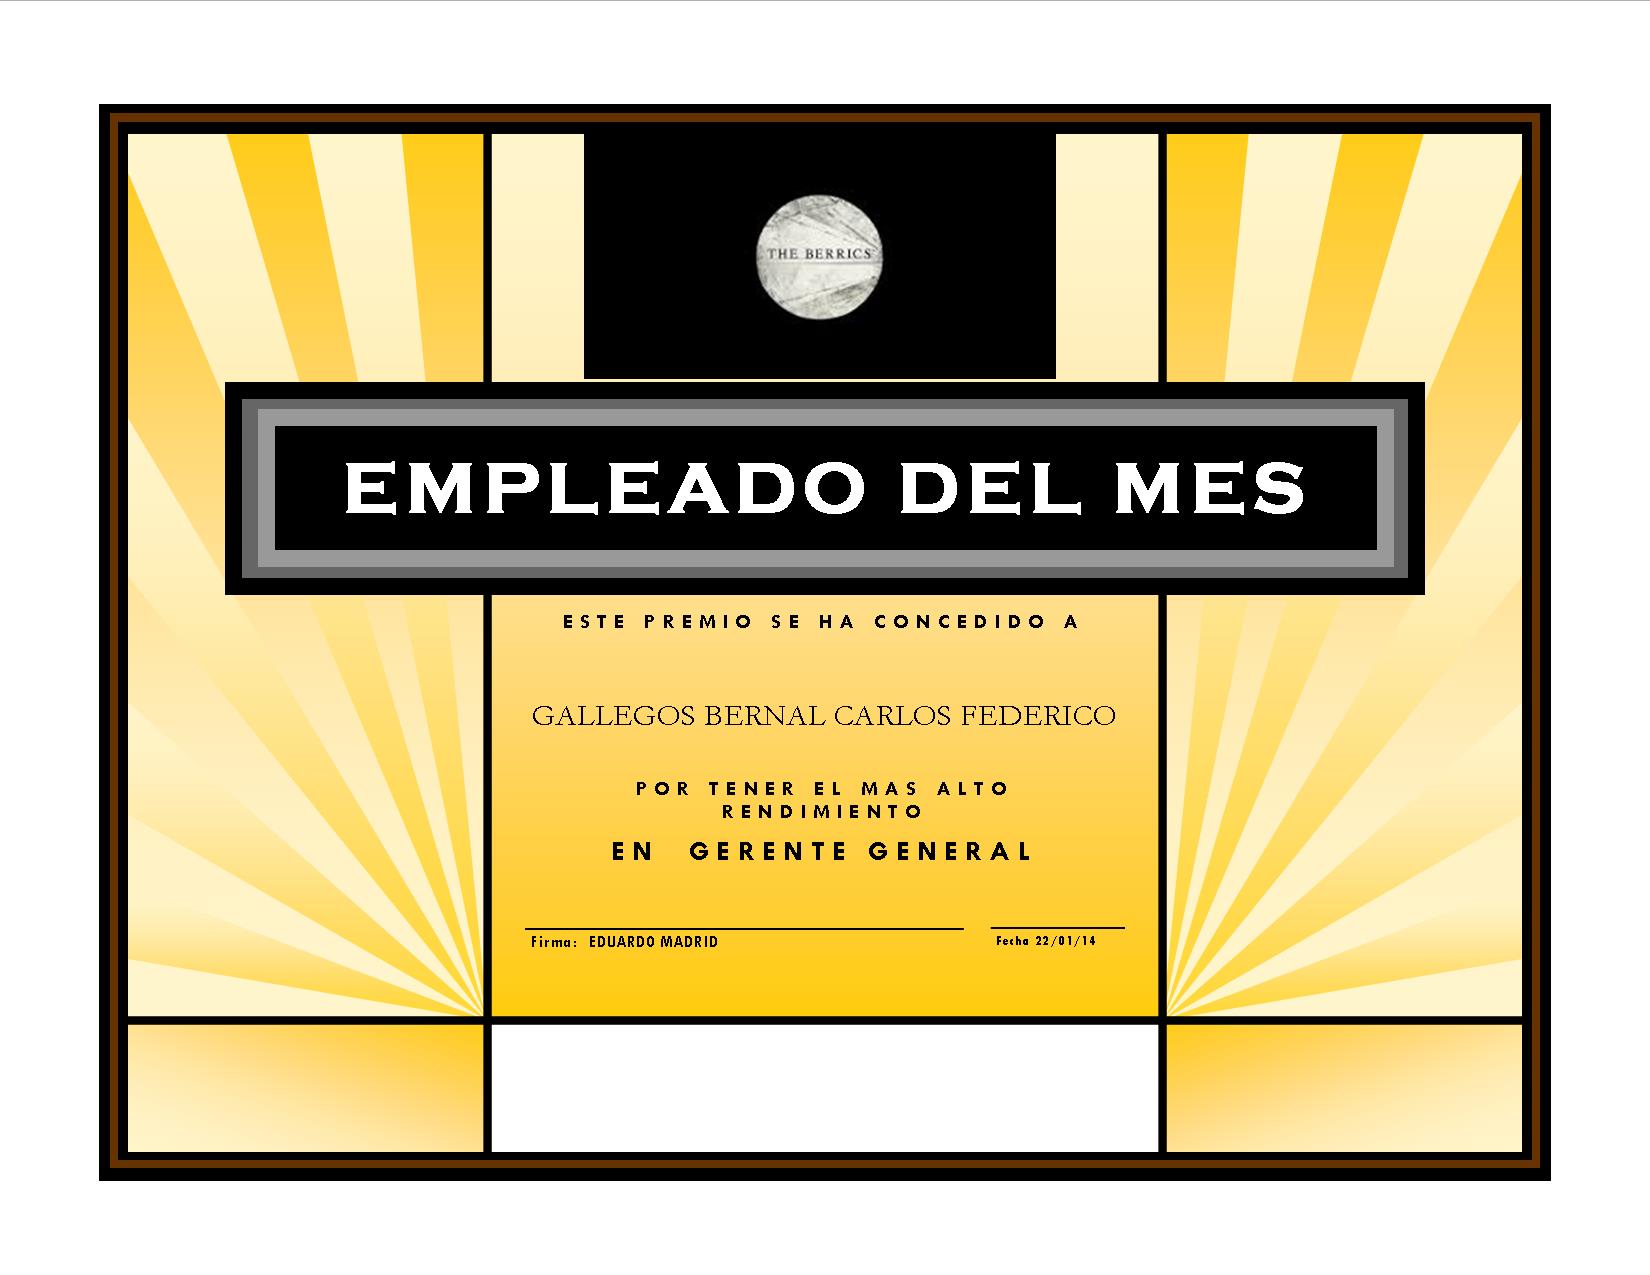 THE BERRICS
EMPLEADO DEL MES
ESTE PREMIO SE HA CONCEDIDO A
GALLEGOS BERNAL CARLOS FEDERICO
POR TENER EL MAS ALTO
RENDIMIENTO
EN GERENTE GENERAL
Firma: EDUARDO MADRID
Fecha 22/01/14